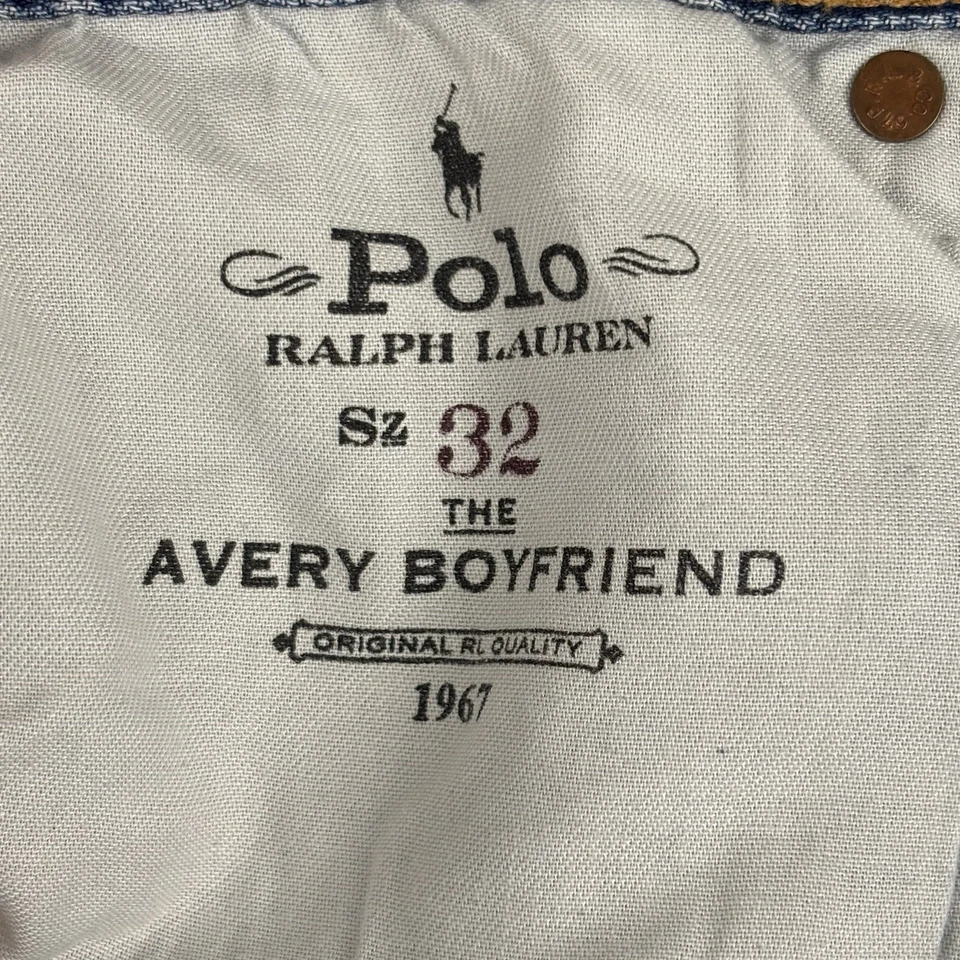 Polo
RALPH LAUREN
Sz 32
THE
AVERY BOYFRIEND
ORIGINAL RL QUALITY
1967